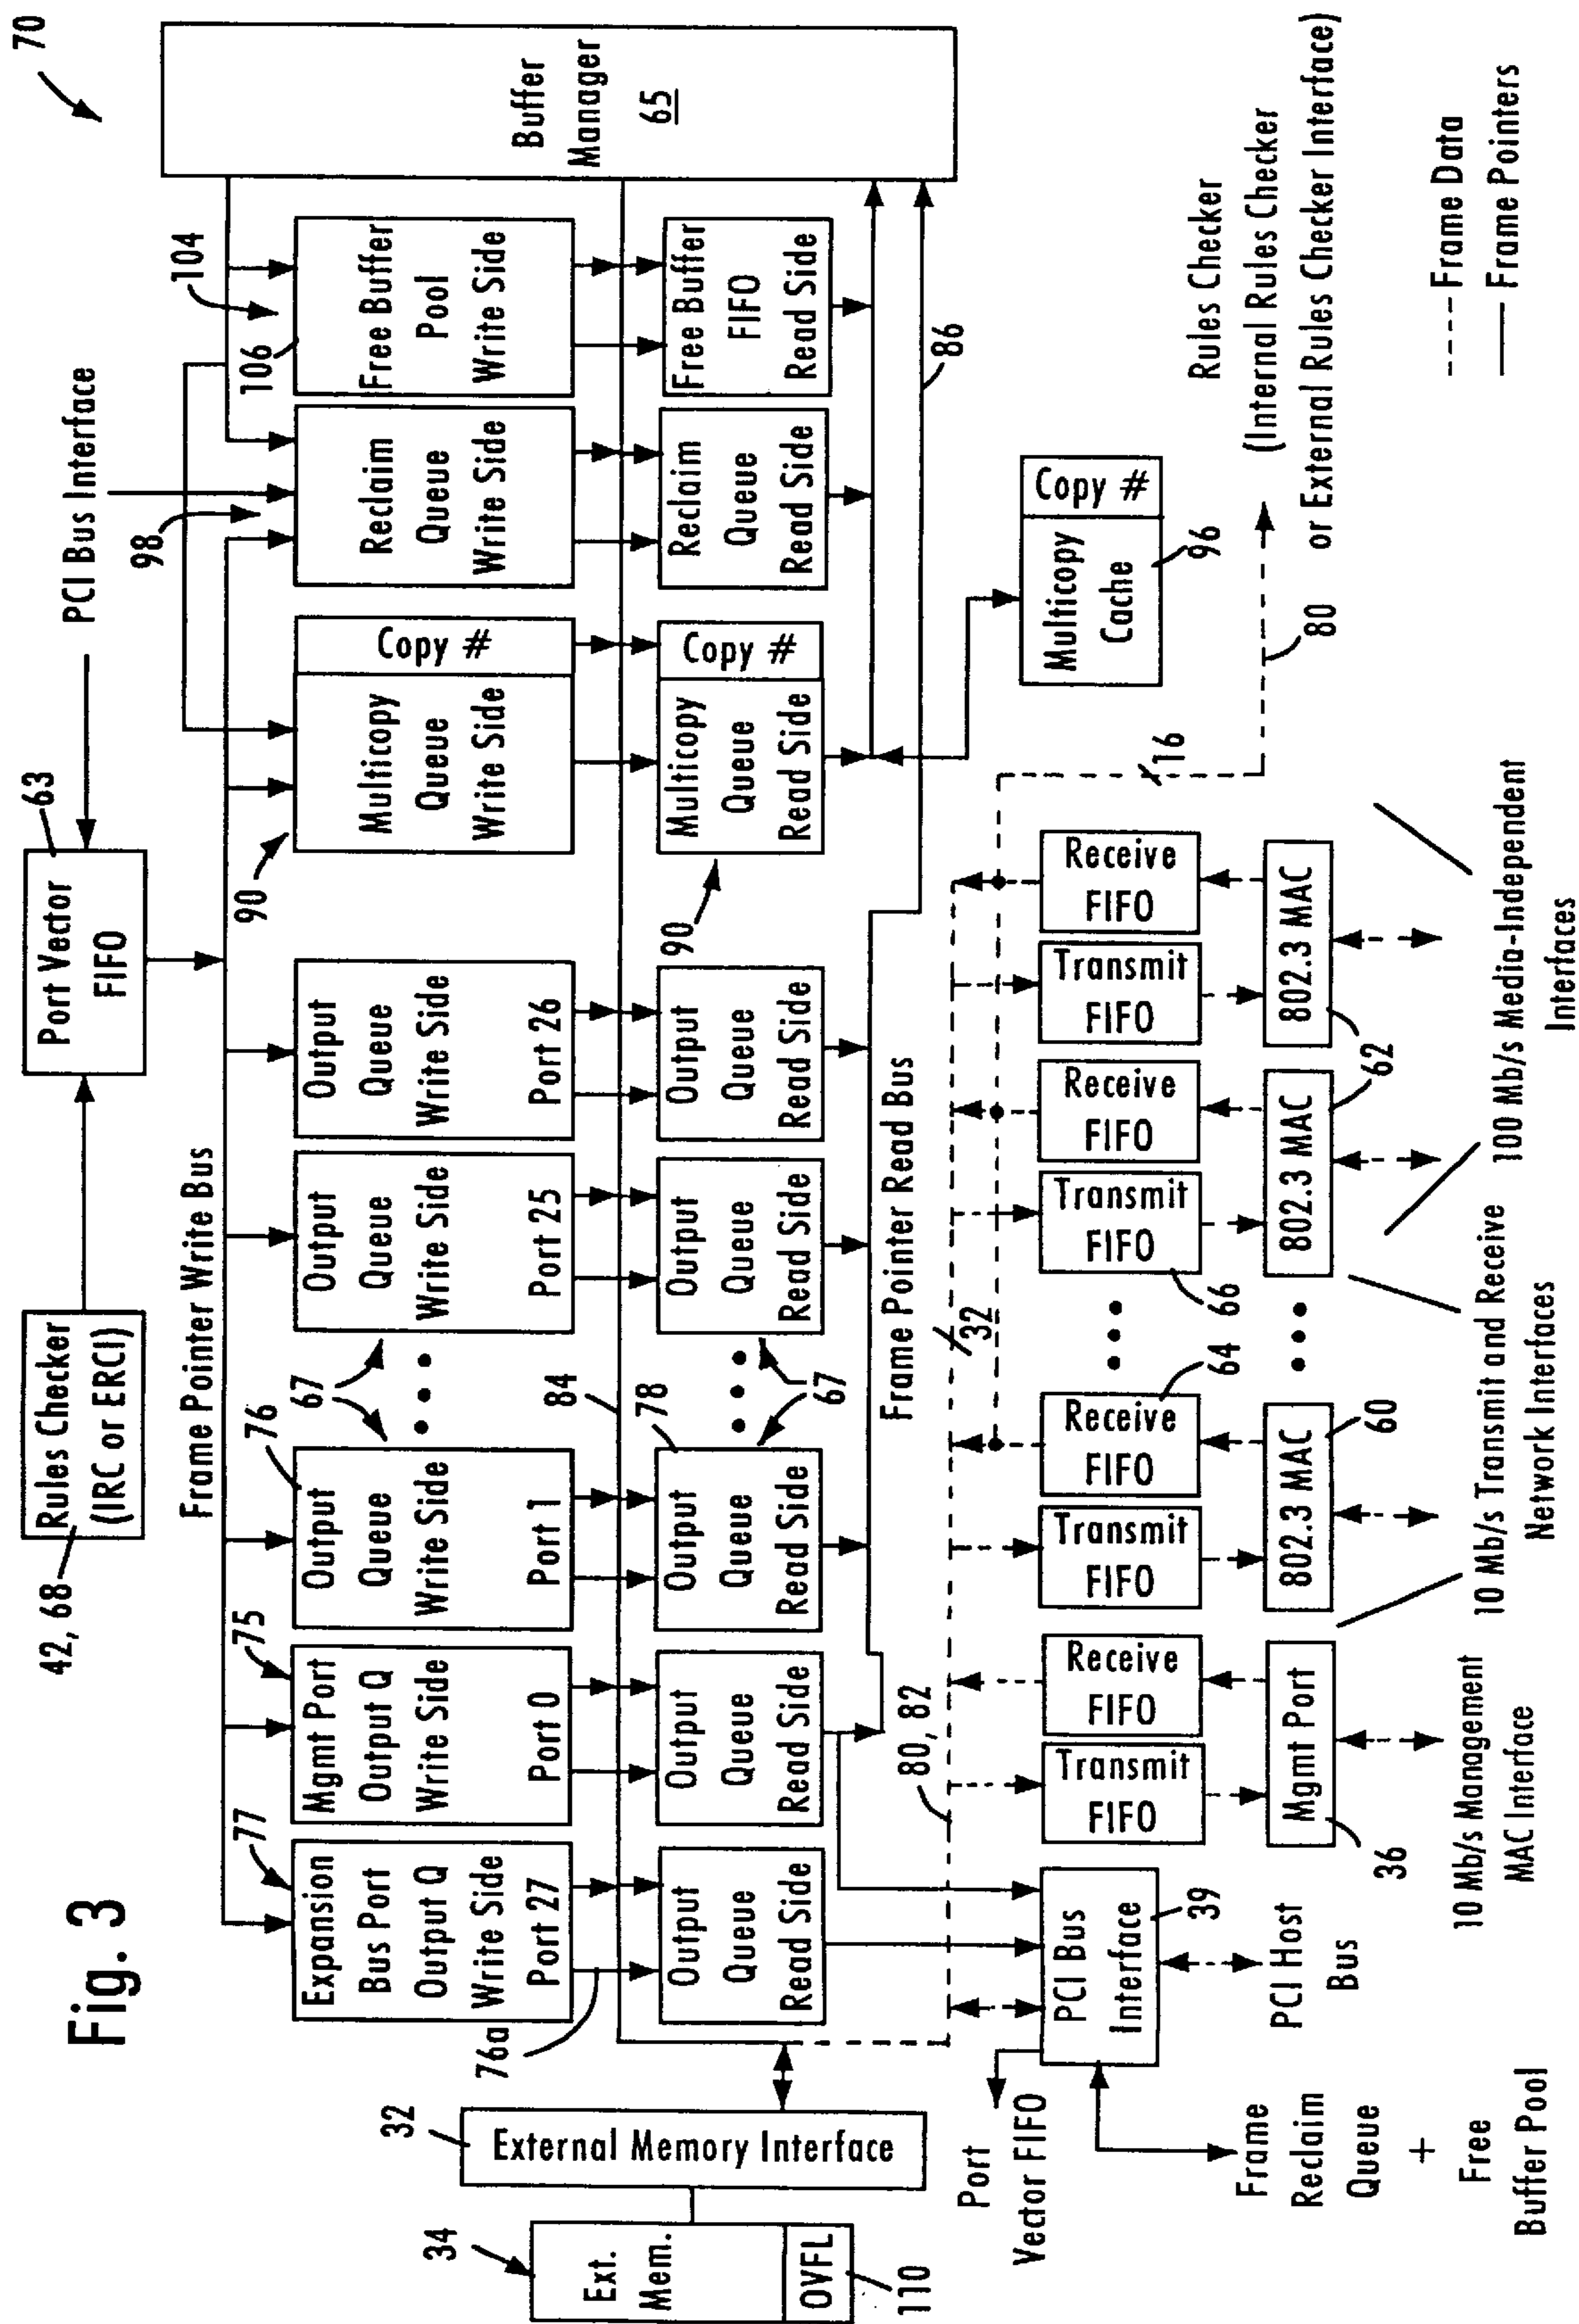 Fig. 3
70
42, 68
Rules Checker
(IRC or ERCI)
Port Vector
FIFO
63
PCI Bus Interface
Frame Pointer Write Bus
77
75
76
67
90
98
104
106
Expansion
Bus Port
Output Q
Write Side
Port 27
Mgmt Port
Output Q
Write Side
Port 0
Output
Queue
Write Side
Port 1
Output
Queue
Write Side
Port 25
Output
Queue
Write Side
Port 26
Multicopy
Queue
Write Side
Copy #
Reclaim
Queue
Write Side
Free Buffer
Pool
Write Side
Buffer
Manager
65
76a
84
78
67
90
Output
Queue
Read Side
Output
Queue
Read Side
Output
Queue
Read Side
Output
Queue
Read Side
Output
Queue
Read Side
Multicopy
Queue
Read Side
Copy #
Reclaim
Queue
Read Side
Free Buffer
FIFO
Read Side
34
Ext.
Mem.
OVFL
110
32
External Memory Interface
Frame Pointer Read Bus
86
80, 82
32
16
80
Multicopy
Cache
Copy #
96
Rules Checker
(Internal Rules Checker
or External Rules Checker Interface)
Port
Vector FIFO
PCI Bus
Interface
39
Transmit
FIFO
Receive
FIFO
Transmit
FIFO
Receive
FIFO
64
Transmit
FIFO
66
Receive
FIFO
Transmit
FIFO
Receive
FIFO
Mgmt Port
36
802.3 MAC
60
802.3 MAC
62
802.3 MAC
Frame
Reclaim
Queue
+
Free
Buffer Pool
PCI Host
Bus
10 Mb/s Management
MAC Interface
10 Mb/s Transmit and Receive
Network Interfaces
100 Mb/s Media-Independent
Interfaces
Frame Data
Frame Pointers